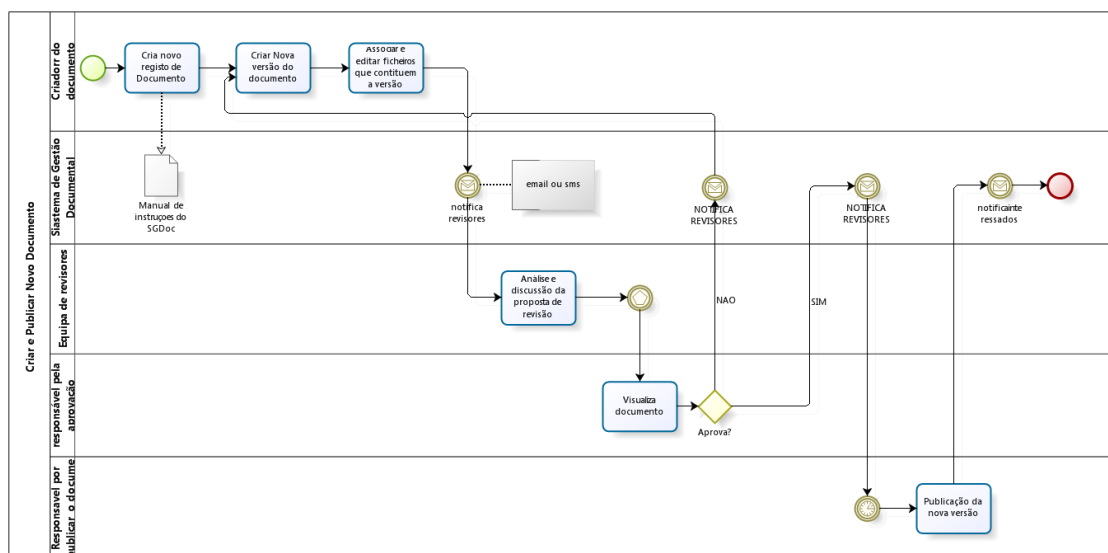 Criar e Publicar Novo Documento
Criadorr do
documento
Cria novo
registo de
Documento
Criar Nova
versão do
documento
Associar e
editar ficheiros
que contituem
a versão
Siastema de Gestão
Documental
Manual de
instruçoes do
SGDoc
notifica
revisores
email ou sms
NOTIFICA
REVISORES
NOTIFICA
REVISORES
notificainte
ressados
Equipa de revisores
Análise e
discussão da
proposta de
revisão
NAO
SIM
responsável pela
aprovação
Visualiza
documento
Aprova?
Responsavel por
publicar o docume
Publicação da
nova versão